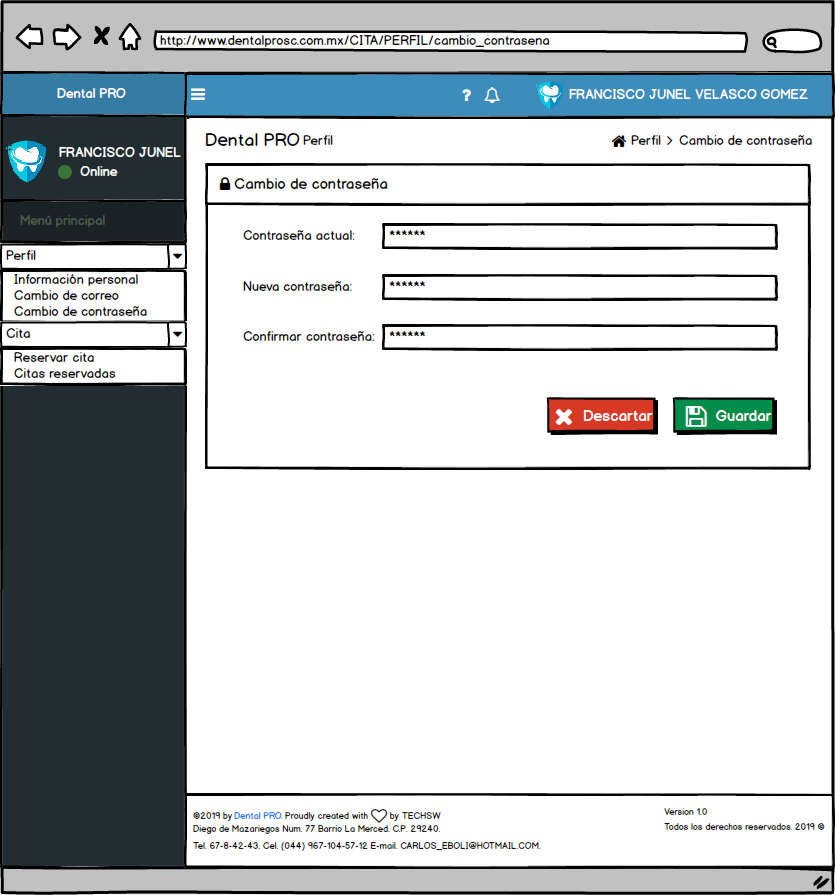 http://www.dentalprosc.com.mx/CITA/PERFIL/cambio_contrasena
Dental PRO
? FRANCISCO JUNEL VELASCO GOMEZ
FRANCISCO JUNEL
Online
Menú principal
Perfil
Información personal
Cambio de correo
Cambio de contraseña
Cita
Reservar cita
Citas reservadas
Dental PRO Perfil
Perfil > Cambio de contraseña
Cambio de contraseña
Contraseña actual: ******
Nueva contraseña: ******
Confirmar contraseña: ******
Descartar Guardar
©2019 by Dental PRO. Proudly created with by TECHSW
Diego de Mazariegos Num. 77 Barrio La Merced. C.P. 29240.
Tel. 67-8-42-43. Cel. (044) 967-104-57-12 E-mail. CARLOS_EBOLI@HOTMAIL.COM.
Version 1.0
Todos los derechos reservados. 2019 ©